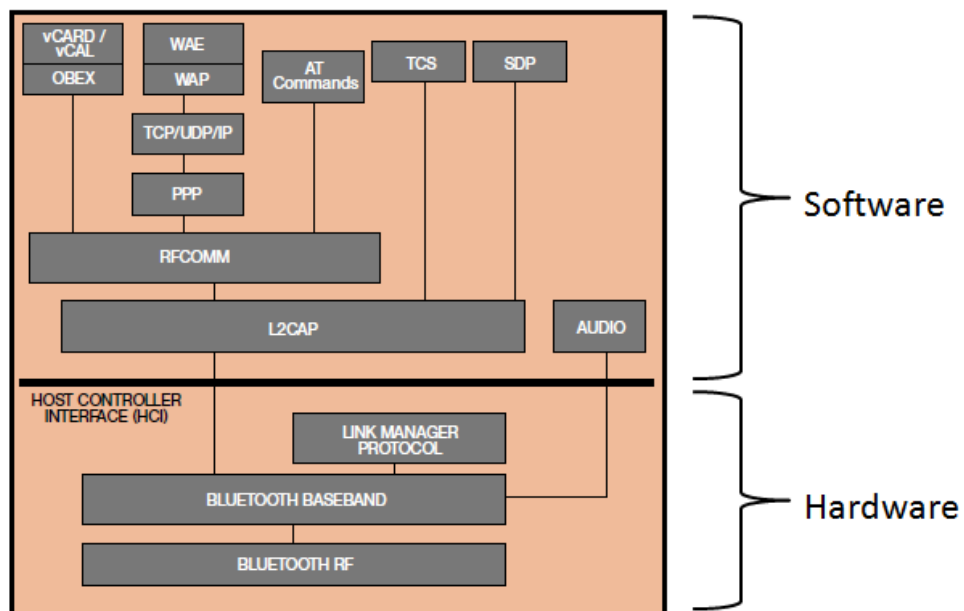 vCARD /
vCAL
OBEX
WAE
WAP
AT
Commands
TCS
SDP
TCP/UDP/IP
PPP
RFCOMM
L2CAP
AUDIO
Software
HOST CONTROLLER
INTERFACE (HCI)
LINK MANAGER
PROTOCOL
BLUETOOTH BASEBAND
BLUETOOTH RF
Hardware